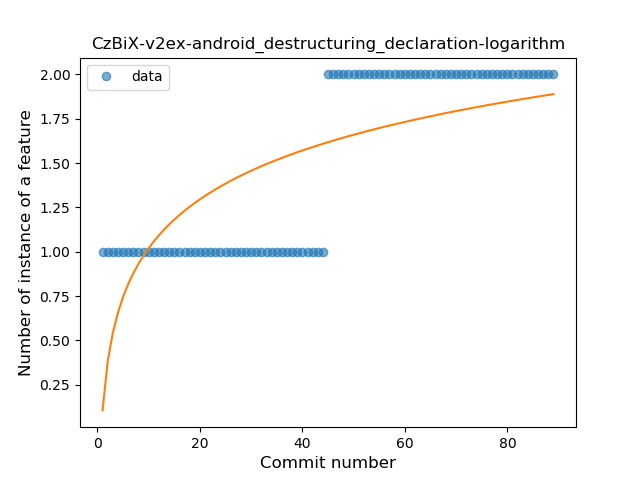 CzBiX-v2ex-android_destructuring_declaration-logarithm
data
2.00
1.75
1.50
1.25
1.00
0.75
0.50
0.25
Number of instance of a feature
0 20 40 60 80
Commit number